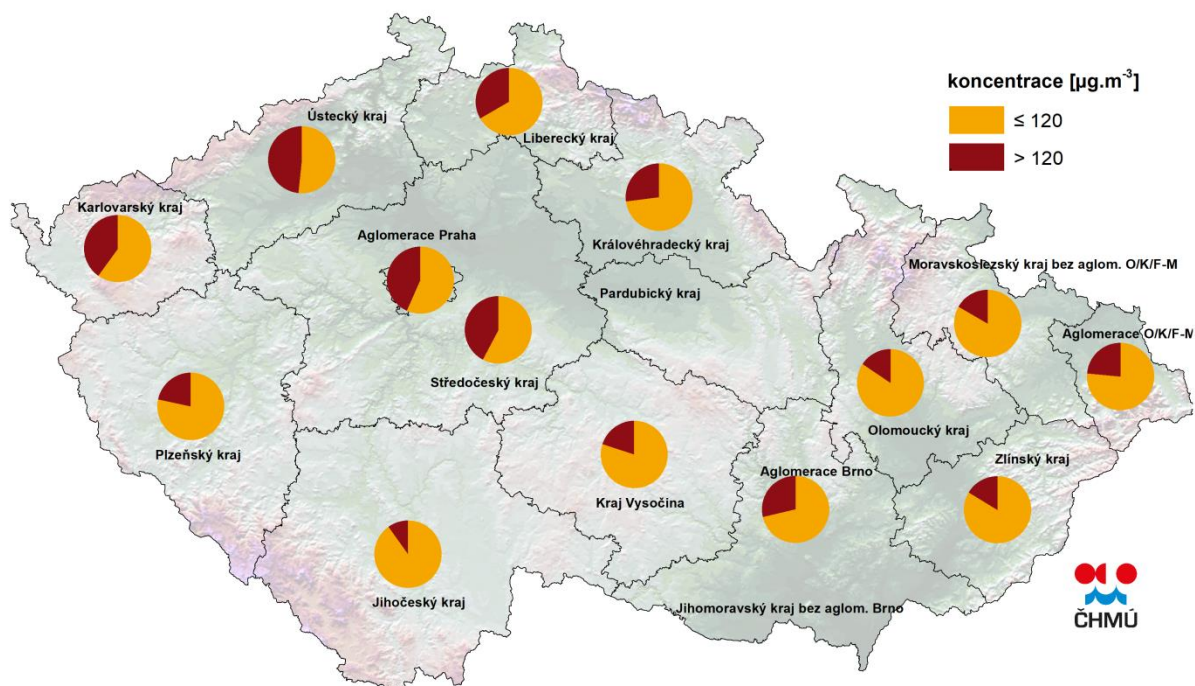 koncentrace [µg.m⁻³]
≤ 120
> 120
Ústecký kraj
Liberecký kraj
Karlovarský kraj
Aglomerace Praha
Královéhradecký kraj
Moravskoslezský kraj bez aglom. O/K/F-M
Pardubický kraj
Aglomerace O/K/F-M
Středočeský kraj
Olomoucký kraj
Plzeňský kraj
Zlínský kraj
Aglomerace Brno
Kraj Vysočina
Jihočeský kraj
Jihomoravský kraj bez aglom. Brno
ČHMÚ